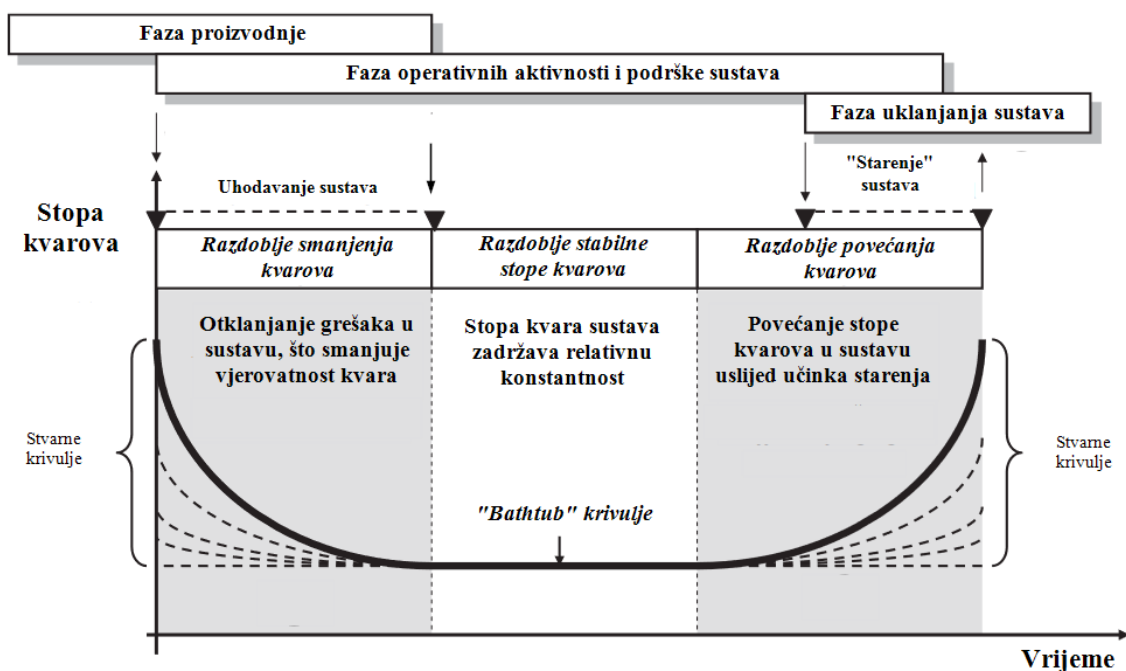 Faza proizvodnje
Faza operativnih aktivnosti i podrške sustava
Faza uklanjanja sustava
Uhodavanje sustava
"Starenje"
sustava
Stopa
kvarova
Razdoblje smanjenja
kvarova
Razdoblje stabilne
stope kvarova
Razdoblje povećanja
kvarova
Otklanjanje grešaka u
sustavu, što smanjuje
vjerovatnost kvara
Stopa kvara sustava
zadržava relativnu
konstantnost
Povećanje stope
kvarova u sustavu
uslijed učinka starenja
Stvarne
krivulje
"Bathtub" krivulje
Stvarne
krivulje
Vrijeme